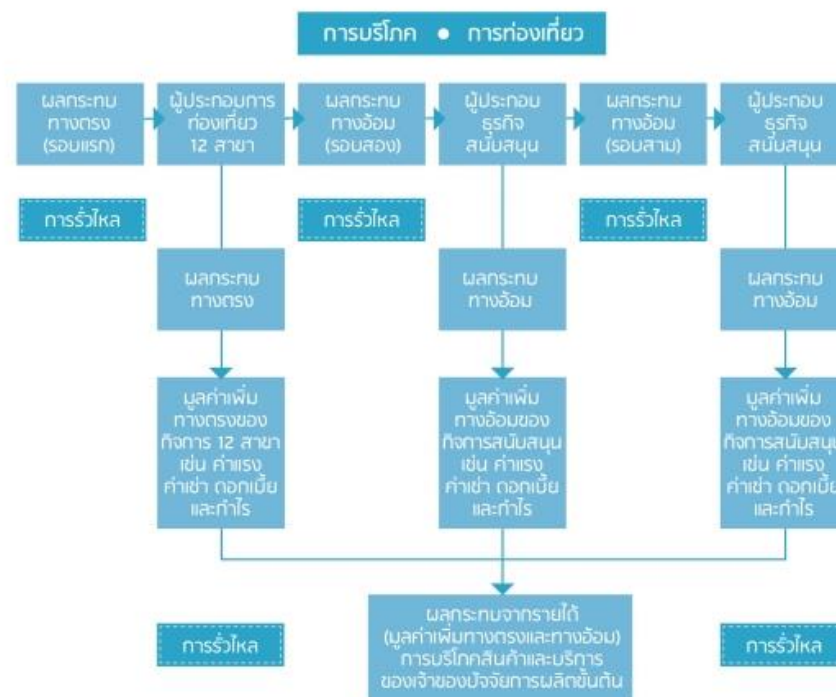 การบริโภค ● การท่องเที่ยว
ผลกระทบ
ทางตรง
(รอบแรก)
ผู้ประกอบการ
ท่องเที่ยว
12 สาขา
ผลกระทบ
ทางอ้อม
(รอบสอง)
ผู้ประกอบ
ธุรกิจ
สนับสนุน
ผลกระทบ
ทางอ้อม
(รอบสาม)
ผู้ประกอบ
ธุรกิจ
สนับสนุน
การรั่วไหล
การรั่วไหล
การรั่วไหล
ผลกระทบ
ทางตรง
ผลกระทบ
ทางอ้อม
ผลกระทบ
ทางอ้อม
มูลค่าเพิ่ม
ทางตรงของ
กิจการ 12 สาขา
เช่น ค่าแรง
ค่าเช่า ดอกเบี้ย
และกำไร
มูลค่าเพิ่ม
ทางอ้อมของ
กิจการสนับสนุน
เช่น ค่าแรง
ค่าเช่า ดอกเบี้ย
และกำไร
มูลค่าเพิ่ม
ทางอ้อมของ
กิจการสนับสนุน
เช่น ค่าแรง
ค่าเช่า ดอกเบี้ย
และกำไร
การรั่วไหล
ผลกระทบจากรายได้
(มูลค่าเพิ่มทางตรงและทางอ้อม)
การบริโภคสินค้าและบริการ
ของเจ้าของปัจจัยการผลิตขั้นต้น
การรั่วไหล